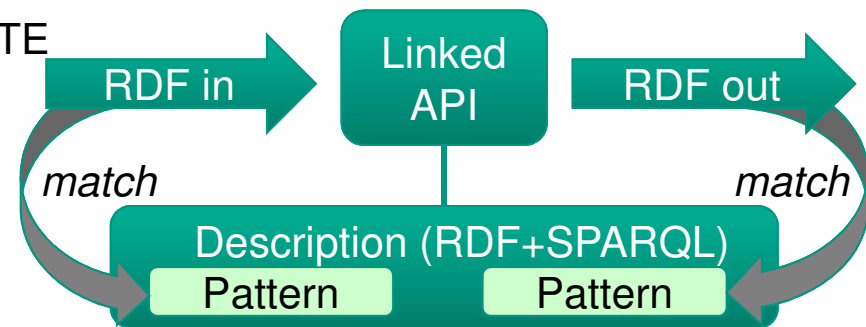 TE
RDF in
Linked
API
RDF out
match
match
Description (RDF+SPARQL)
Pattern
Pattern